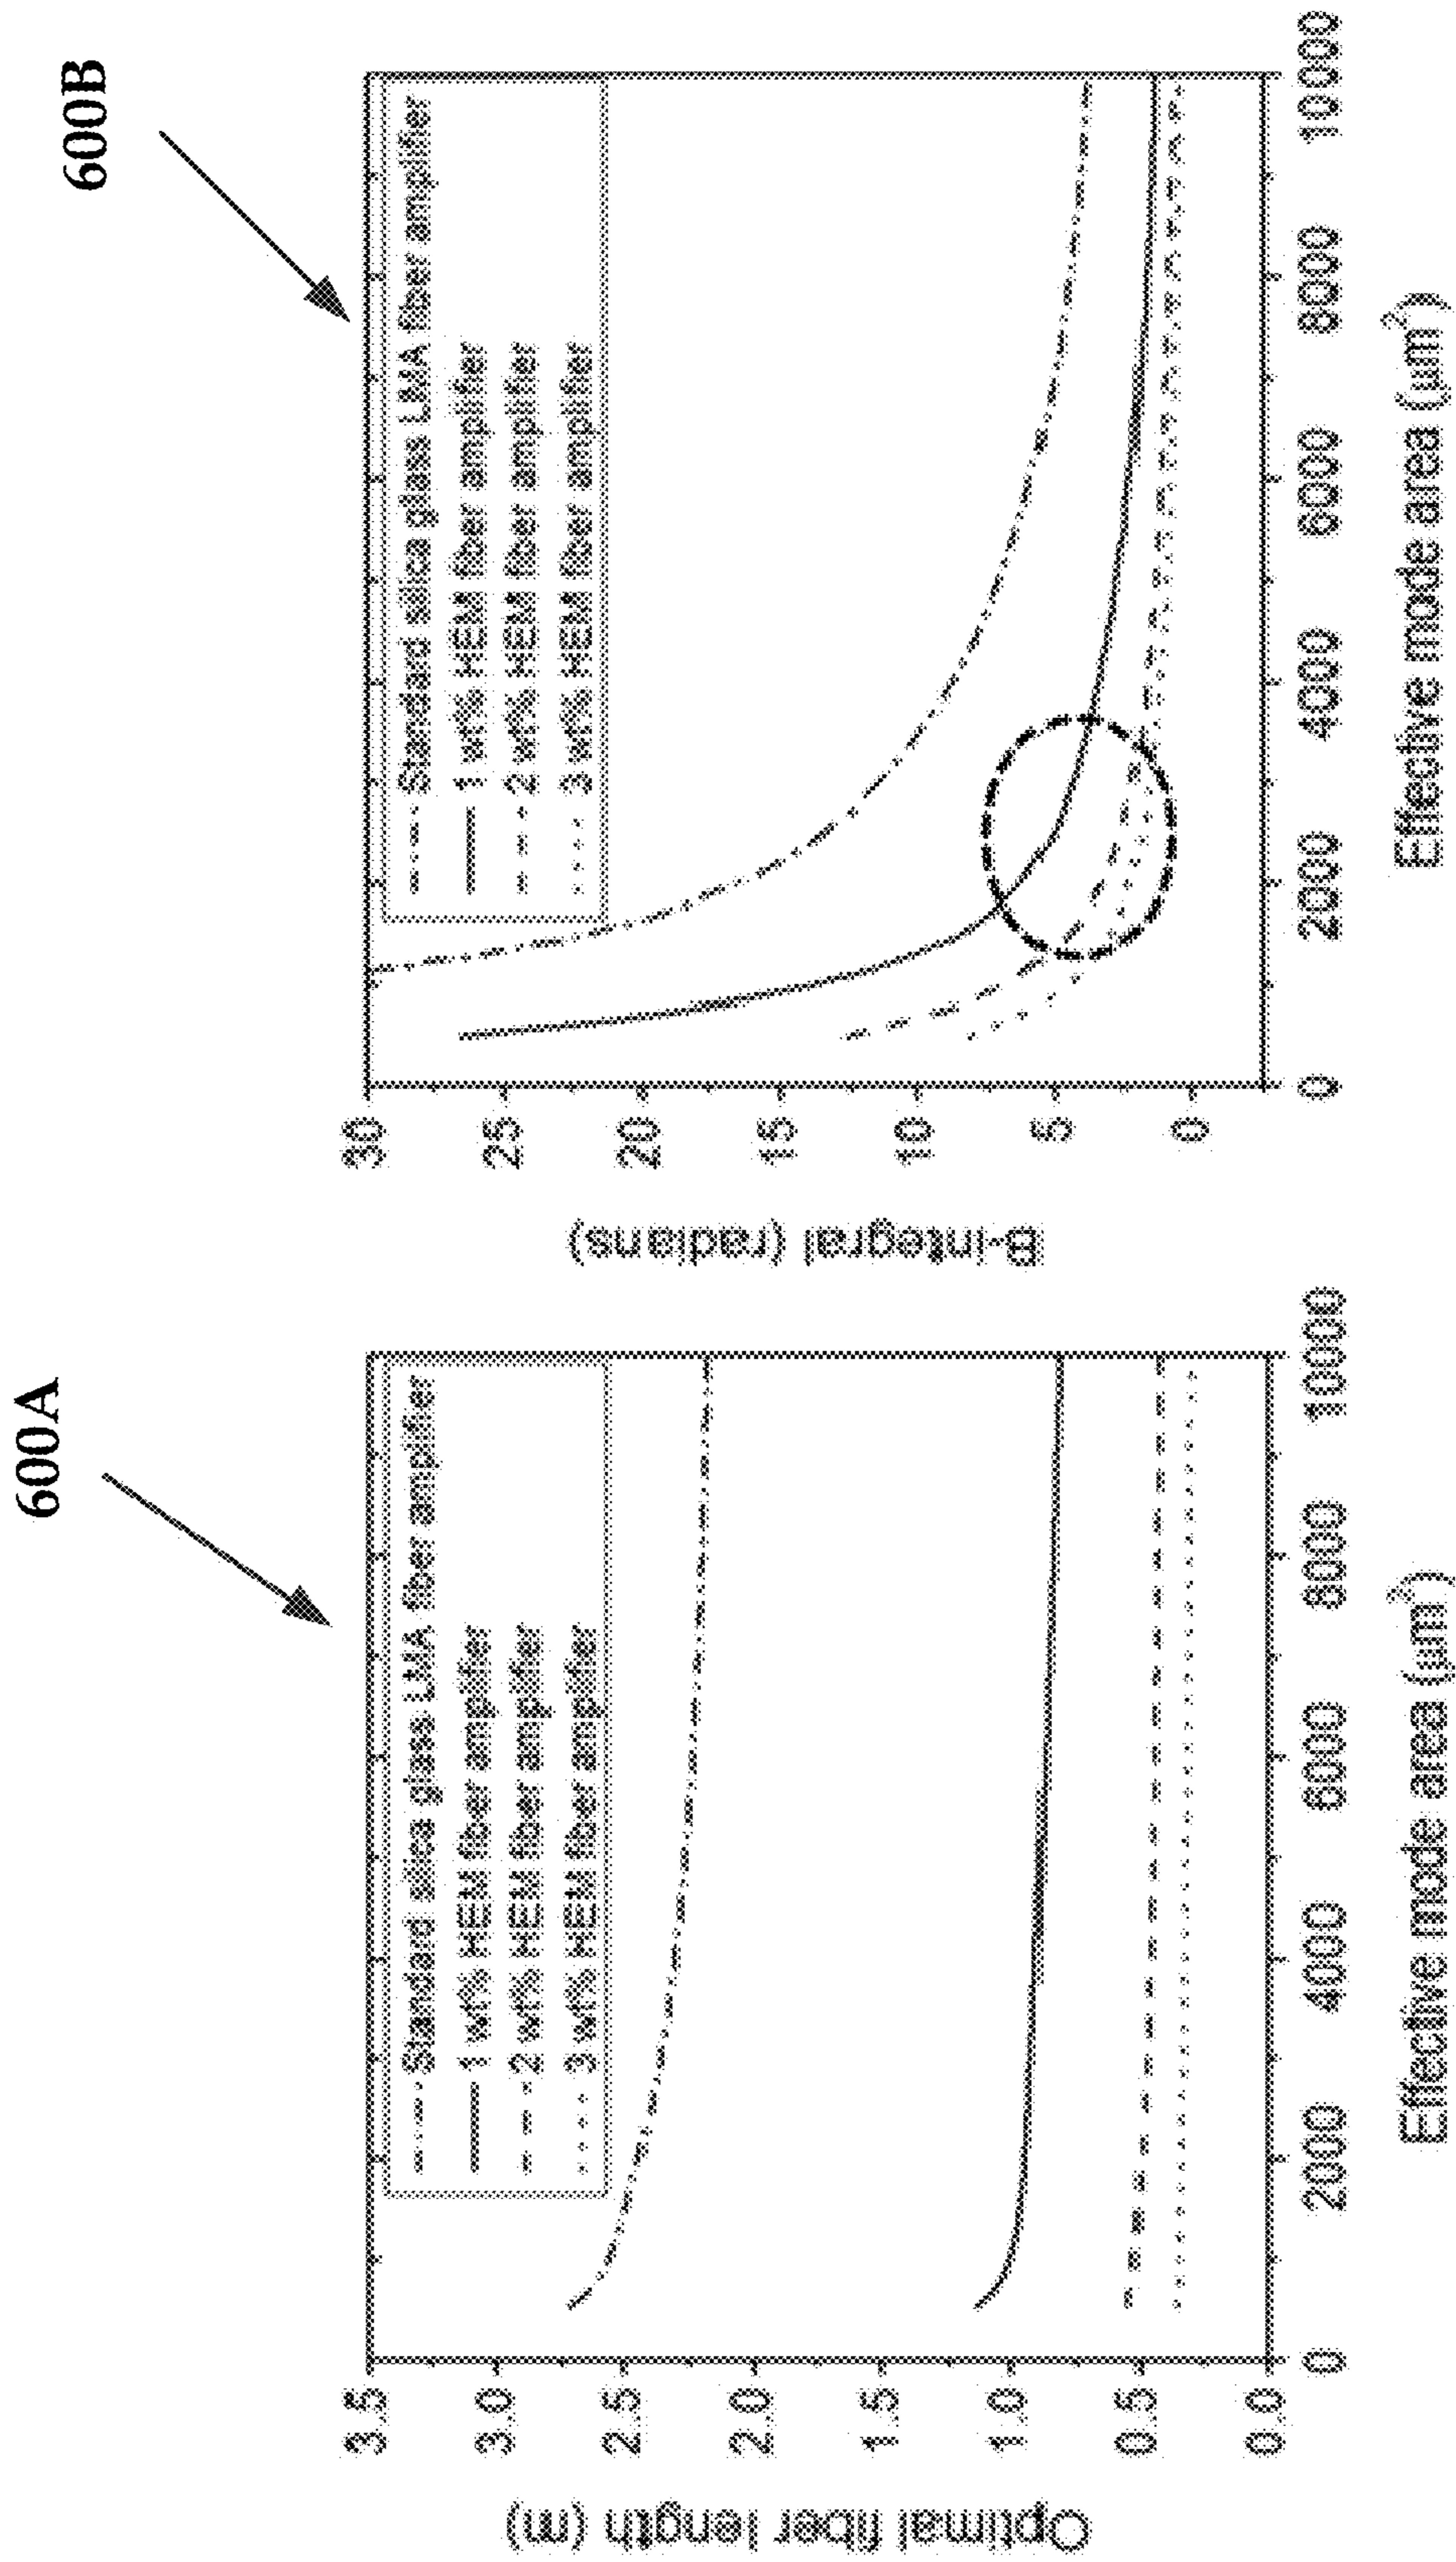 600A
Standard silica glass LMA fiber amplifier
1 wt% HEM fiber amplifier
2 wt% HEM fiber amplifier
3 wt% HEM fiber amplifier
3.5
3.0
2.5
2.0
1.5
1.0
0.5
0.0
Optimal fiber length (m)
0 2000 4000 6000 8000 10000
Effective mode area (µm²)
600B
Standard silica glass LMA fiber amplifier
1 wt% HEM fiber amplifier
2 wt% HEM fiber amplifier
3 wt% HEM fiber amplifier
30
25
20
15
10
5
0
B-integral (radians)
0 2000 4000 6000 8000 10000
Effective mode area (µm²)